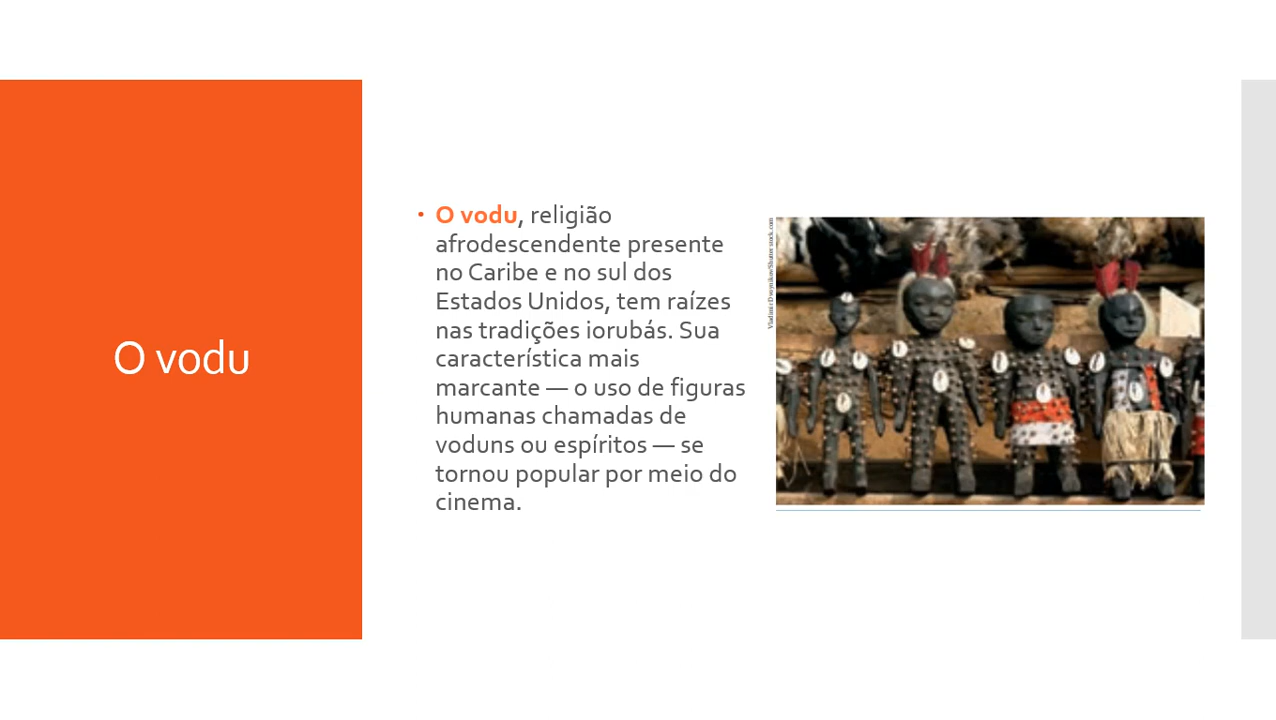 O vodu
• O vodu, religião
afrodescendente presente
no Caribe e no sul dos
Estados Unidos, tem raízes
nas tradições iorubás. Sua
característica mais
marcante — o uso de figuras
humanas chamadas de
voduns ou espíritos — se
tornou popular por meio do
cinema.